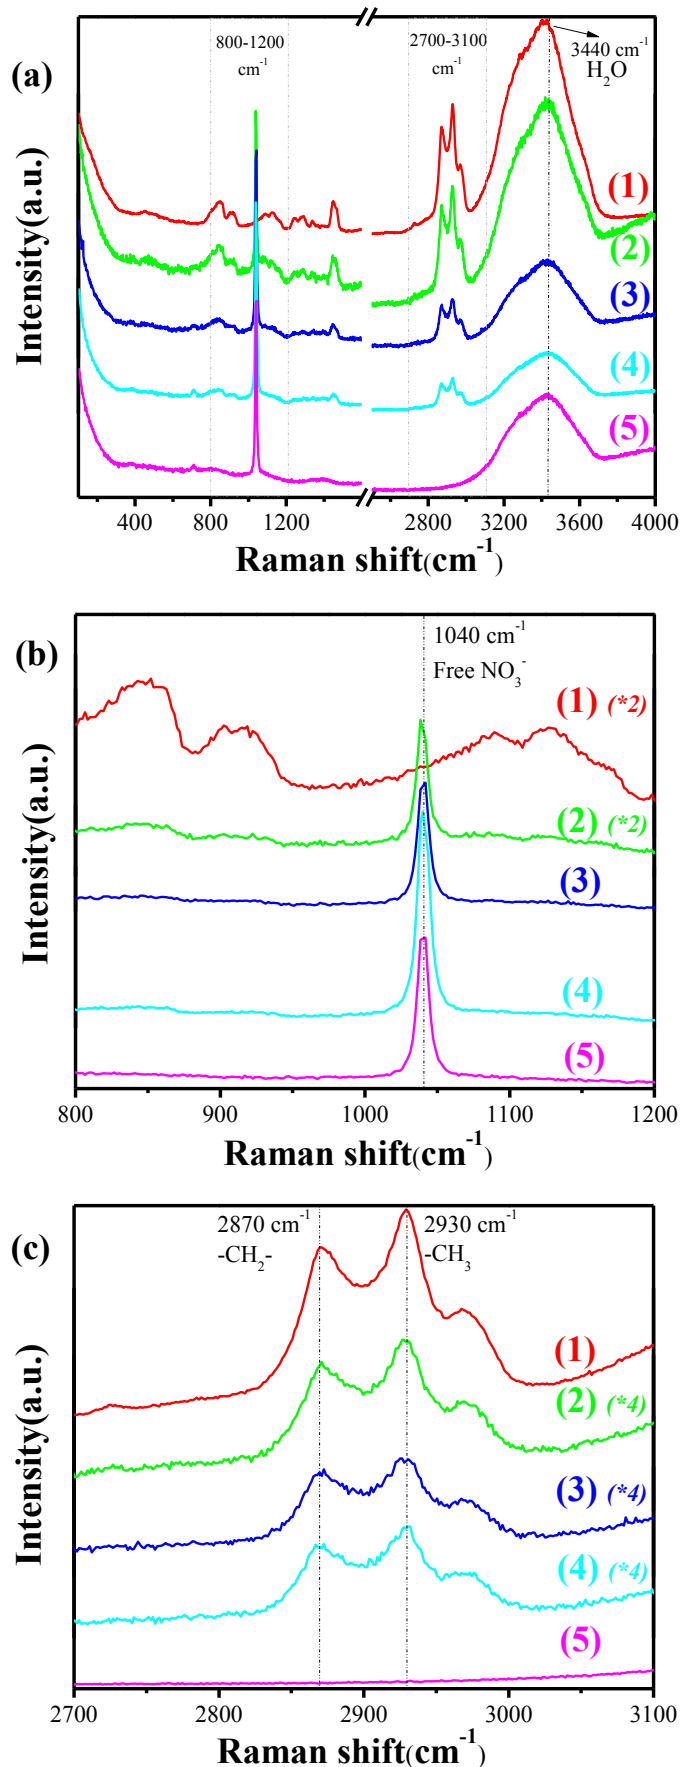 (a)
800-1200
cm⁻¹
2700-3100
cm⁻¹
3440 cm⁻¹
H₂O
(1)
(2)
(3)
(4)
(5)
Intensity(a.u.)
400 800 1200 2800 3200 3600 4000
Raman shift(cm⁻¹)
(b)
1040 cm⁻¹
Free NO₃⁻
(1) (*2)
(2) (*2)
(3)
(4)
(5)
Intensity(a.u.)
800 900 1000 1100 1200
Raman shift(cm⁻¹)
(c)
2870 cm⁻¹
-CH₂-
2930 cm⁻¹
-CH₃
(1)
(2) (*4)
(3) (*4)
(4) (*4)
(5)
Intensity(a.u.)
2700 2800 2900 3000 3100
Raman shift(cm⁻¹)